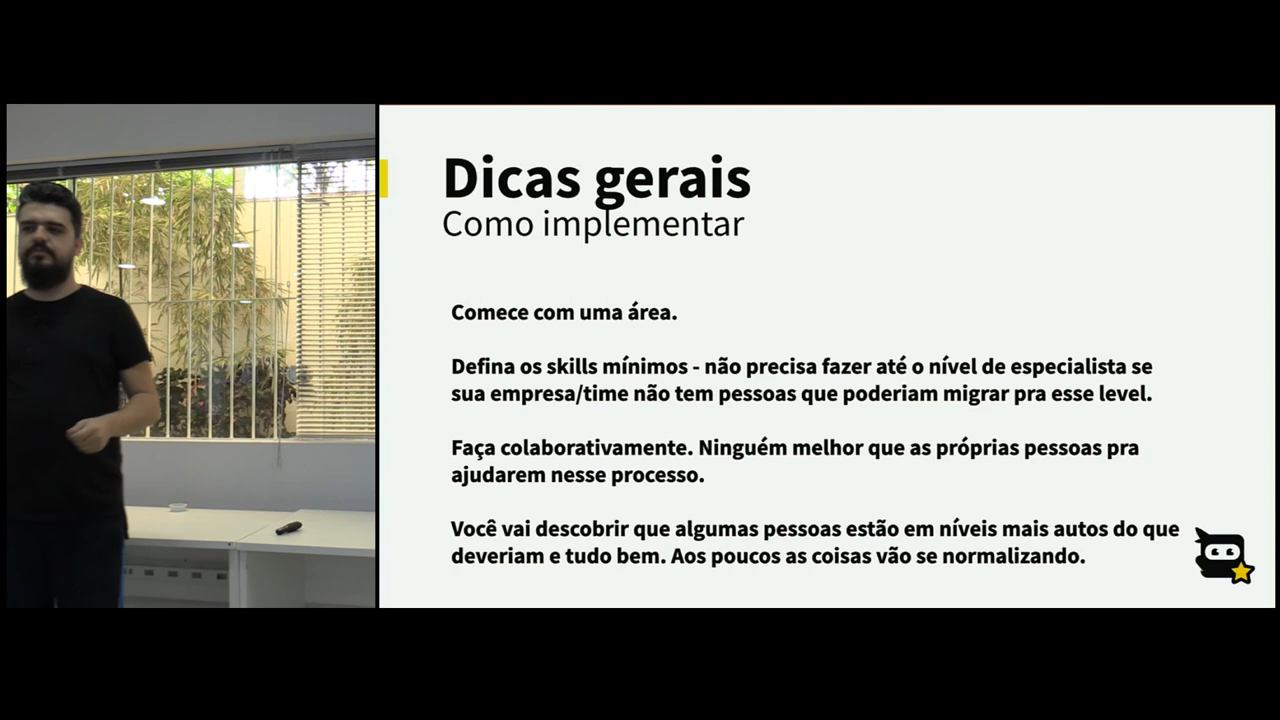 Dicas gerais
Como implementar
Comece com uma área.
Defina os skills mínimos - não precisa fazer até o nível de especialista se
sua empresa/time não tem pessoas que poderiam migrar pra esse level.
Faça colaborativamente. Ninguém melhor que as próprias pessoas pra
ajudarem nesse processo.
Você vai descobrir que algumas pessoas estão em níveis mais autos do que
deveriam e tudo bem. Aos poucos as coisas vão se normalizando.